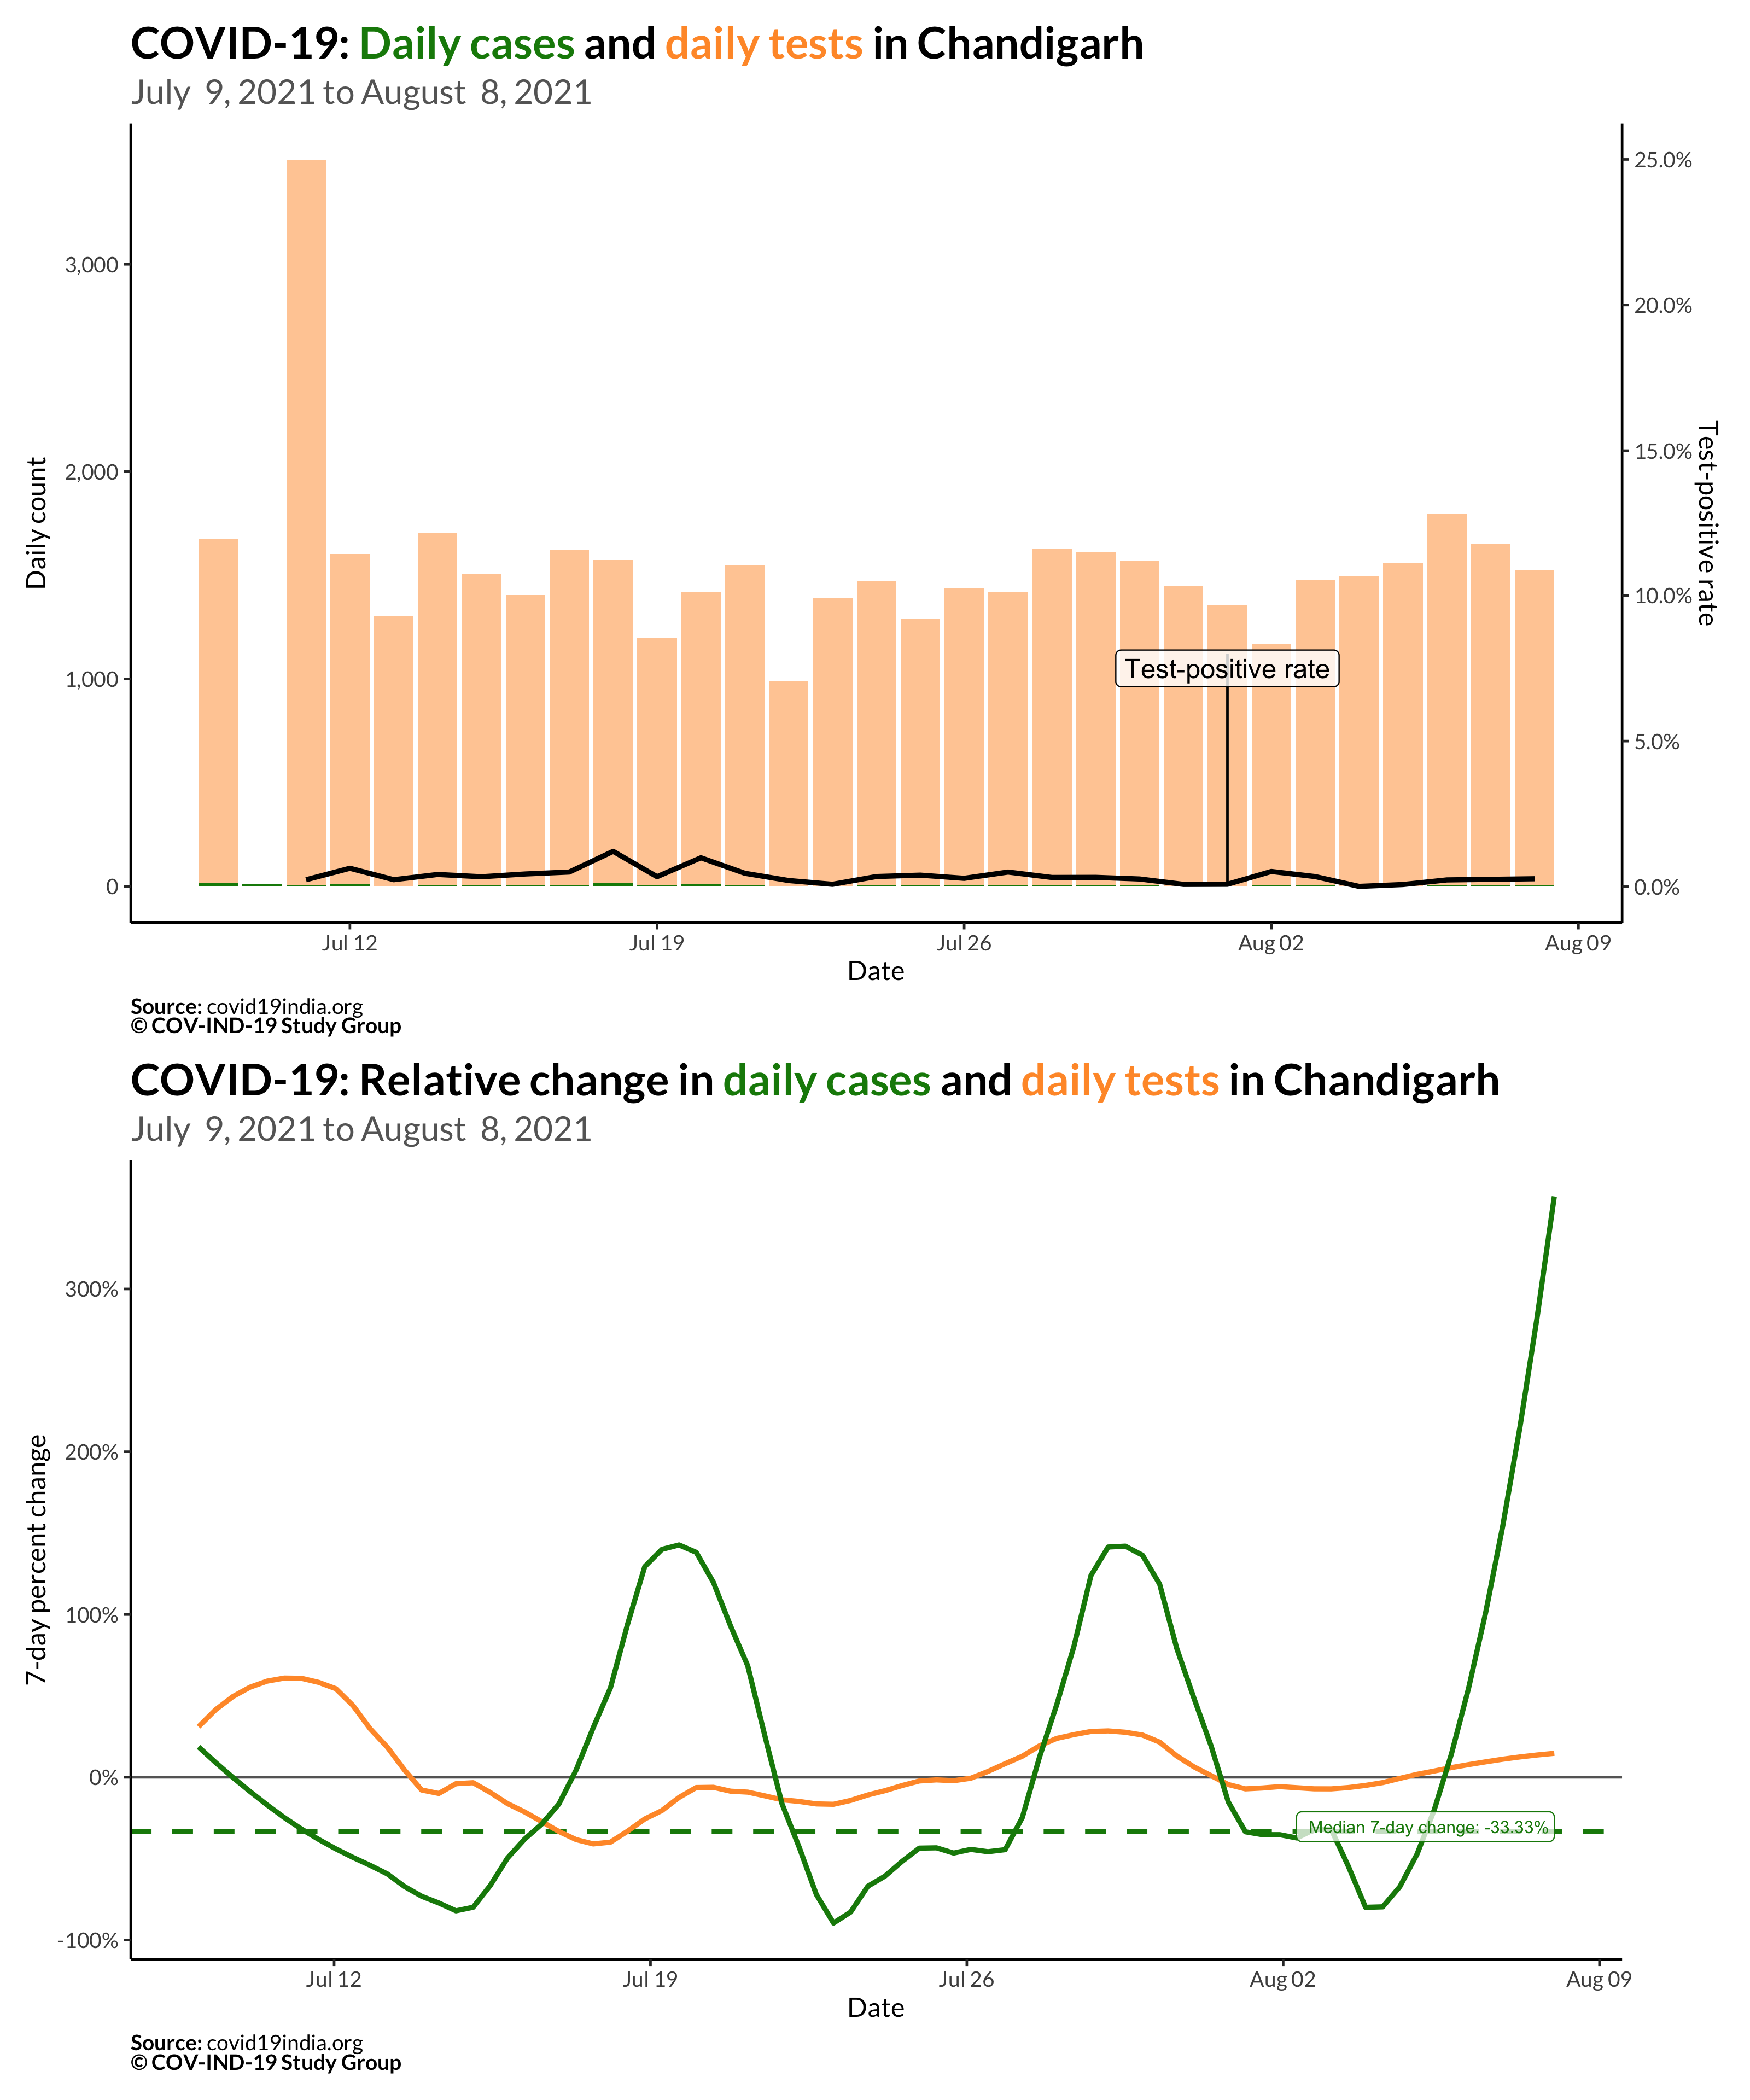 COVID-19: Daily cases and daily tests in Chandigarh
July 9, 2021 to August 8, 2021
25.0%
20.0%
15.0%
10.0%
5.0%
0.0%
3,000
2,000
1,000
0
Daily count
Test-positive rate
Test-positive rate
Jul 12
Jul 19
Jul 26
Aug 02
Aug 09
Date
Source: covid19india.org
© COV-IND-19 Study Group
COVID-19: Relative change in daily cases and daily tests in Chandigarh
July 9, 2021 to August 8, 2021
300%
200%
100%
0%
-100%
7-day percent change
Median 7-day change: -33.33%
Jul 12
Jul 19
Jul 26
Aug 02
Aug 09
Date
Source: covid19india.org
© COV-IND-19 Study Group